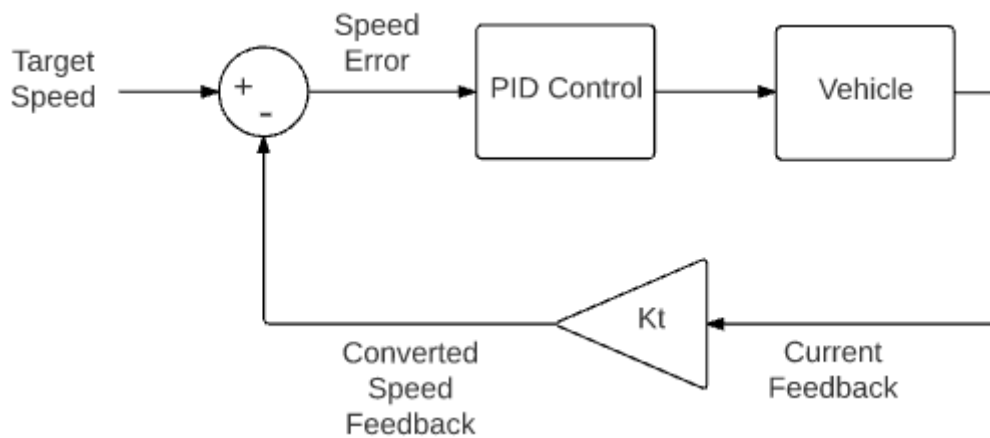 Target
Speed
+
-
Speed
Error
PID Control
Vehicle
Kt
Converted
Speed
Feedback
Current
Feedback